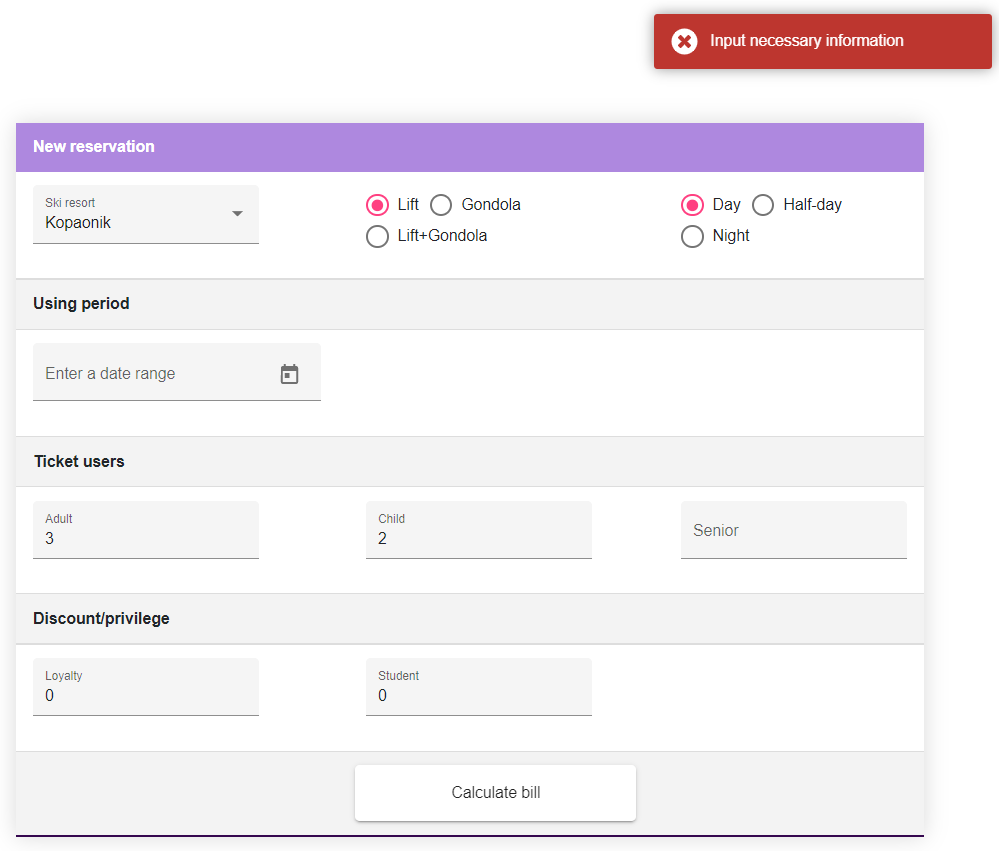 Input necessary information
New reservation
Ski resort
Kopaonik
Lift Gondola
Lift+Gondola
Day Half-day
Night
Using period
Enter a date range
Ticket users
Adult
3
Child
2
Senior
Discount/privilege
Loyalty
0
Student
0
Calculate bill